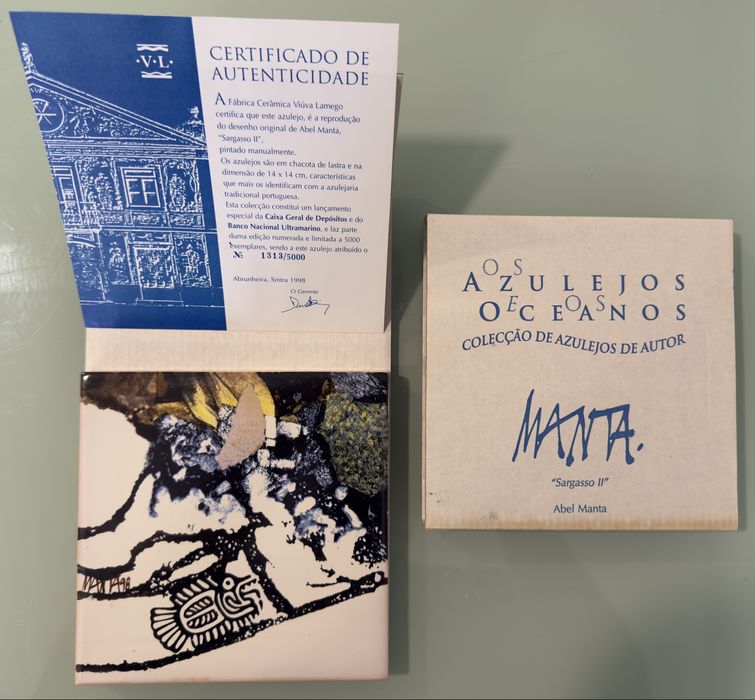 ·V·L·
CERTIFICADO DE
AUTENTICIDADE
A Fábrica Cerâmica Viúva Lamego
certifica que este azulejo, é a reprodução
do desenho original de Abel Manta,
"Sargasso II",
pintado manualmente.
Os azulejos são em chacota de lastra e na
dimensão de 14 x 14 cm, características
que mais os identificam com a azulejaria
tradicional portuguesa.
Esta colecção constitui um lançamento
especial da Caixa Geral de Depósitos e do
Banco Nacional Ultramarino, e faz parte
duma edição numerada e limitada a 5000
exemplares, sendo a este azulejo atribuído o
№ 1313/5000
Abrunheira, Sintra 1998
O Gerente
MANTA98
OS
AZULEJOS
E OS
OCEANOS
COLECÇÃO DE AZULEJOS DE AUTOR
MANTA.
"Sargasso II"
Abel Manta